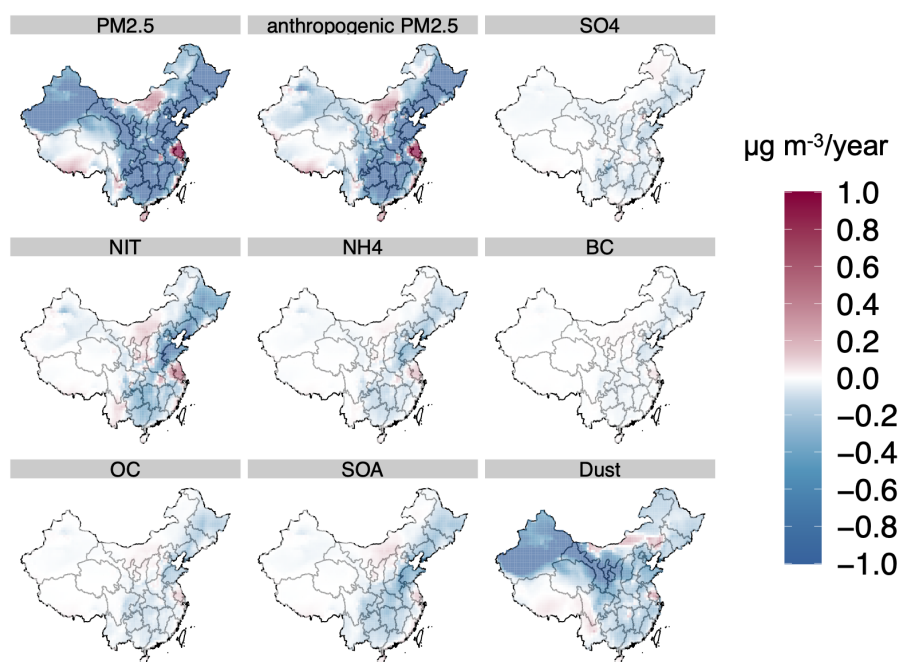 PM2.5
anthropogenic PM2.5
SO4
NIT
NH4
BC
OC
SOA
Dust
µg m-3/year
1.0
0.8
0.6
0.4
0.2
0.0
−0.2
−0.4
−0.6
−0.8
−1.0